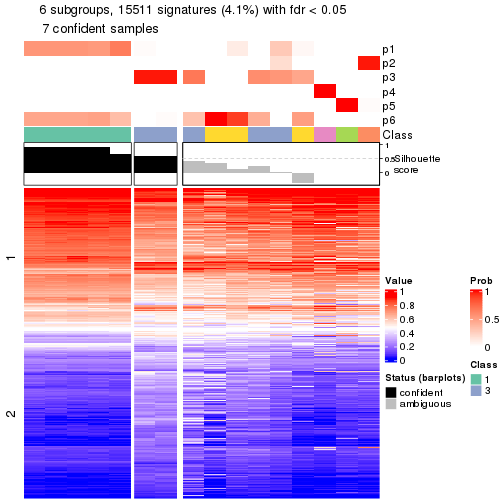 6 subgroups, 15511 signatures (4.1%) with fdr < 0.05
7 confident samples
p1
p2
p3
p4
p5
p6
Class
1
0.5
0
Silhouette
score
1
2
Value
1
0.8
0.6
0.4
0.2
0
Status (barplots)
confident
ambiguous
Prob
1
0.5
0
Class
1
3